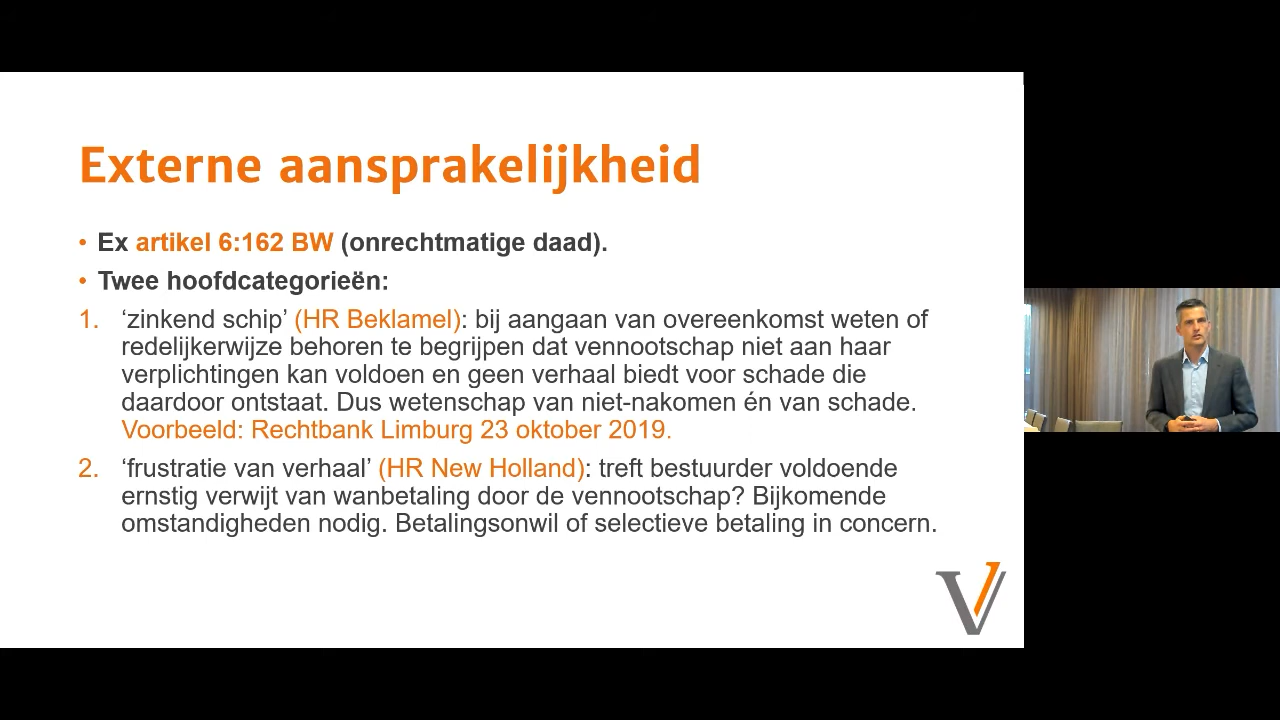 Externe aansprakelijkheid
• Ex artikel 6:162 BW (onrechtmatige daad).
• Twee hoofdcategorieën:
1. ‘zinkend schip’ (HR Beklamel): bij aangaan van overeenkomst weten of
redelijkerwijze behoren te begrijpen dat vennootschap niet aan haar
verplichtingen kan voldoen en geen verhaal biedt voor schade die
daardoor ontstaat. Dus wetenschap van niet-nakomen én van schade.
Voorbeeld: Rechtbank Limburg 23 oktober 2019.
2. ‘frustratie van verhaal’ (HR New Holland): treft bestuurder voldoende
ernstig verwijt van wanbetaling door de vennootschap? Bijkomende
omstandigheden nodig. Betalingsonwil of selectieve betaling in concern.